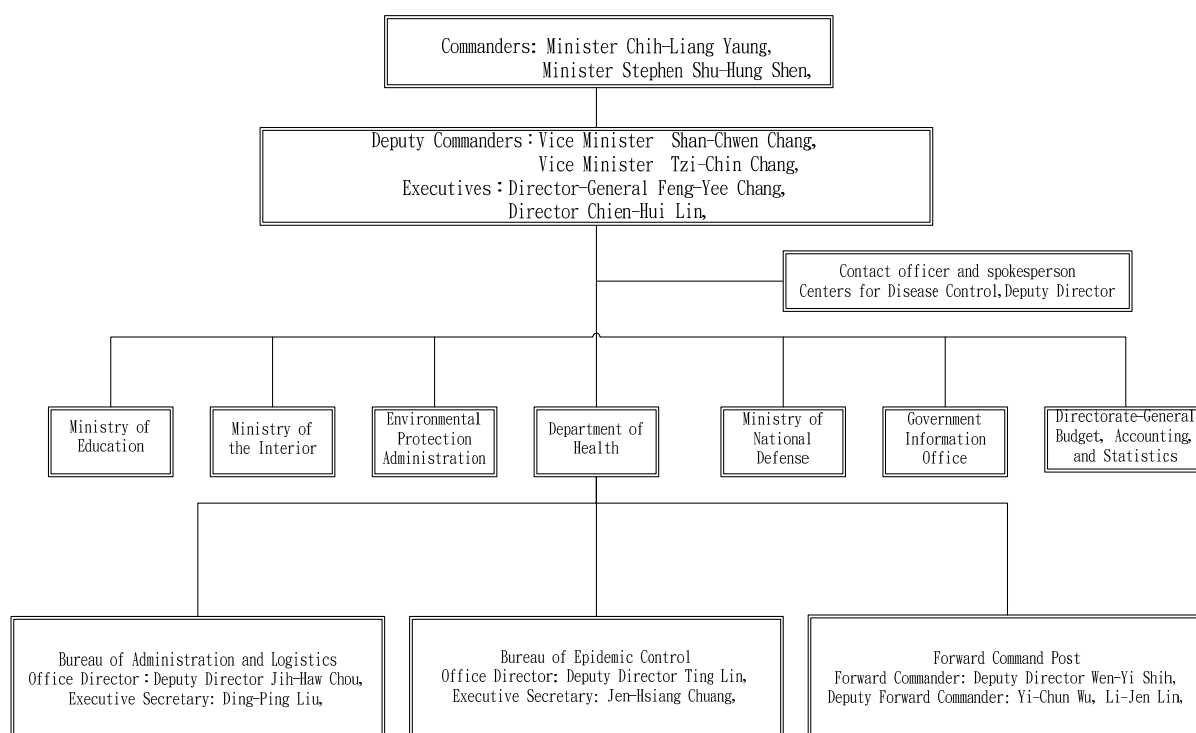 Commanders: Minister Chih-Liang Yaung,
Minister Stephen Shu-Hung Shen,
Deputy Commanders：Vice Minister Shan-Chwen Chang,
Vice Minister Tzi-Chin Chang,
Executives：Director-General Feng-Yee Chang,
Director Chien-Hui Lin,
Contact officer and spokesperson
Centers for Disease Control, Deputy Director
Ministry of
Education
Ministry of
the Interior
Environmental
Protection
Administration
Department of
Health
Ministry of
National
Defense
Government
Information
Office
Directorate-General
Budget, Accounting,
and Statistics
Bureau of Administration and Logistics
Office Director：Deputy Director Jih-Haw Chou,
Executive Secretary: Ding-Ping Liu,
Bureau of Epidemic Control
Office Director: Deputy Director Ting Lin,
Executive Secretary: Jen-Hsiang Chuang,
Forward Command Post
Forward Commander: Deputy Director Wen-Yi Shih,
Deputy Forward Commander: Yi-Chun Wu, Li-Jen Lin,